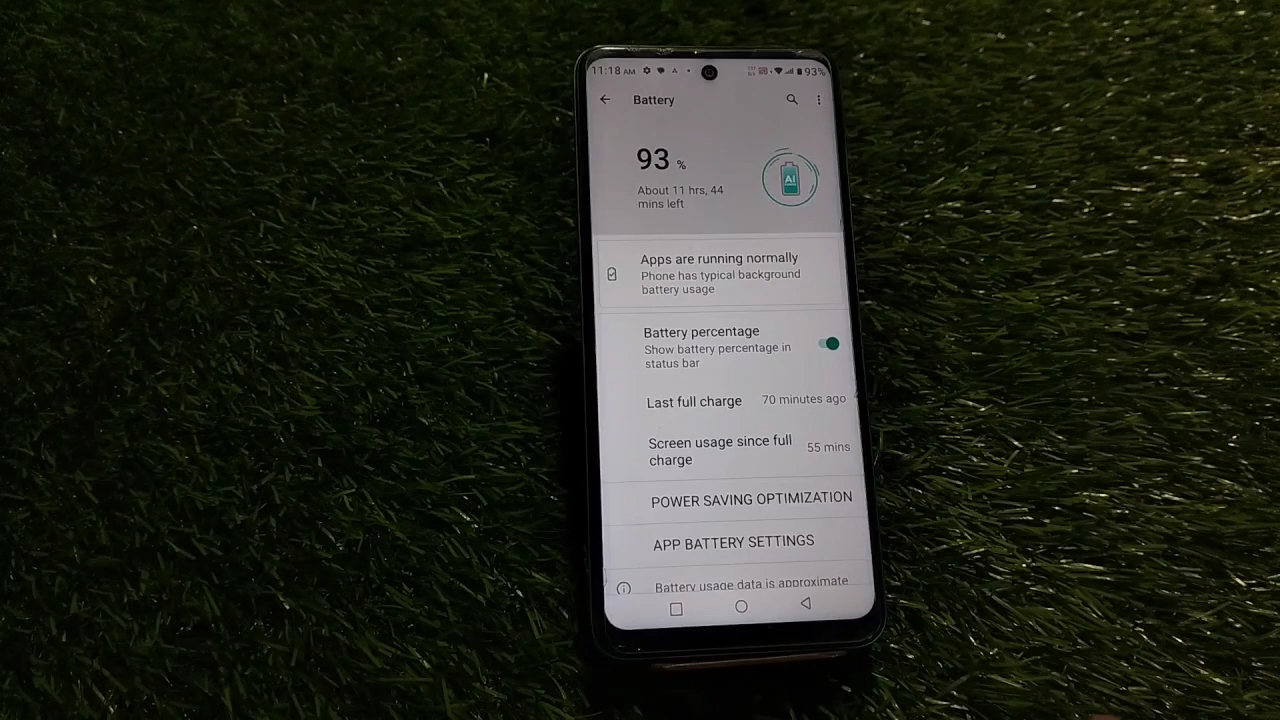 11:18 AM 93%
Battery
93 %
About 11 hrs, 44
mins left
AI
Apps are running normally
Phone has typical background
battery usage
Battery percentage
Show battery percentage in
status bar
Last full charge 70 minutes ago
Screen usage since full
charge
55 mins
POWER SAVING OPTIMIZATION
APP BATTERY SETTINGS
Battery usage data is approximate